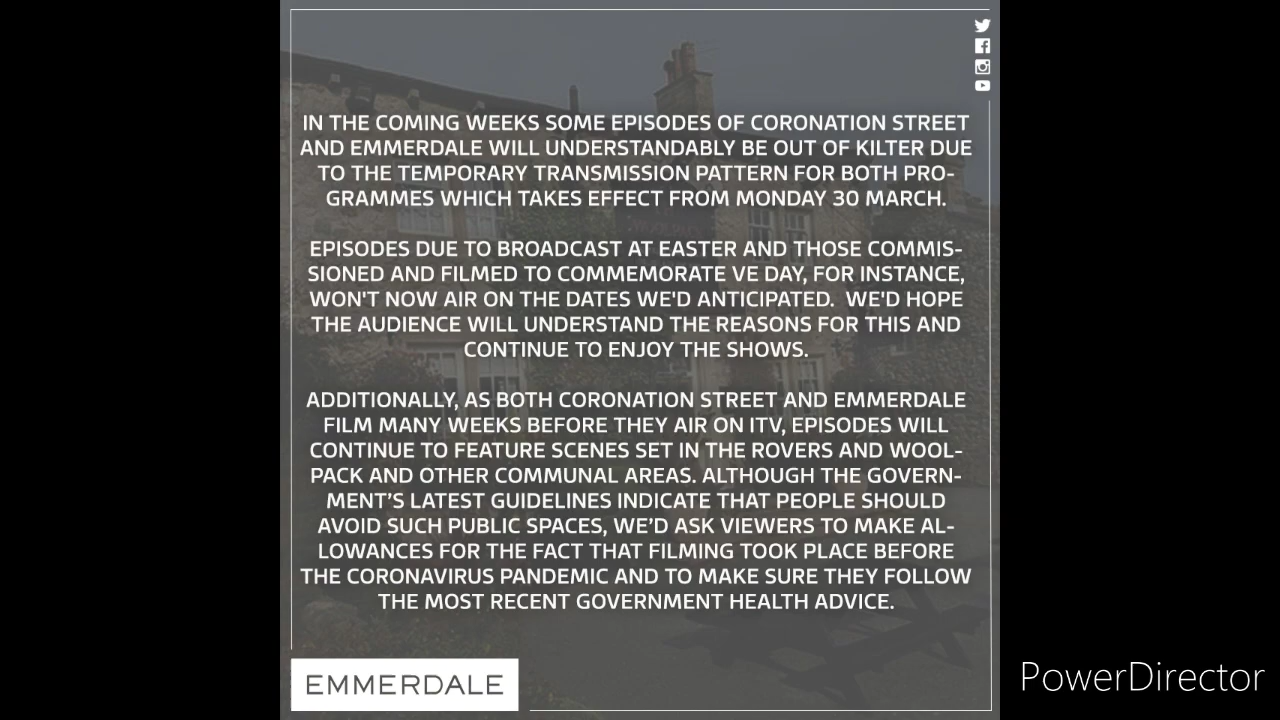 IN THE COMING WEEKS SOME EPISODES OF CORONATION STREET
AND EMMERDALE WILL UNDERSTANDABLY BE OUT OF KILTER DUE
TO THE TEMPORARY TRANSMISSION PATTERN FOR BOTH PRO-
GRAMMES WHICH TAKES EFFECT FROM MONDAY 30 MARCH.
EPISODES DUE TO BROADCAST AT EASTER AND THOSE COMMIS-
SIONED AND FILMED TO COMMEMORATE VE DAY, FOR INSTANCE,
WON'T NOW AIR ON THE DATES WE'D ANTICIPATED.  WE'D HOPE
THE AUDIENCE WILL UNDERSTAND THE REASONS FOR THIS AND
CONTINUE TO ENJOY THE SHOWS.
ADDITIONALLY, AS BOTH CORONATION STREET AND EMMERDALE
FILM MANY WEEKS BEFORE THEY AIR ON ITV, EPISODES WILL
CONTINUE TO FEATURE SCENES SET IN THE ROVERS AND WOOL-
PACK AND OTHER COMMUNAL AREAS. ALTHOUGH THE GOVERN-
MENT’S LATEST GUIDELINES INDICATE THAT PEOPLE SHOULD
AVOID SUCH PUBLIC SPACES, WE’D ASK VIEWERS TO MAKE AL-
LOWANCES FOR THE FACT THAT FILMING TOOK PLACE BEFORE
THE CORONAVIRUS PANDEMIC AND TO MAKE SURE THEY FOLLOW
THE MOST RECENT GOVERNMENT HEALTH ADVICE.
EMMERDALE
PowerDirector